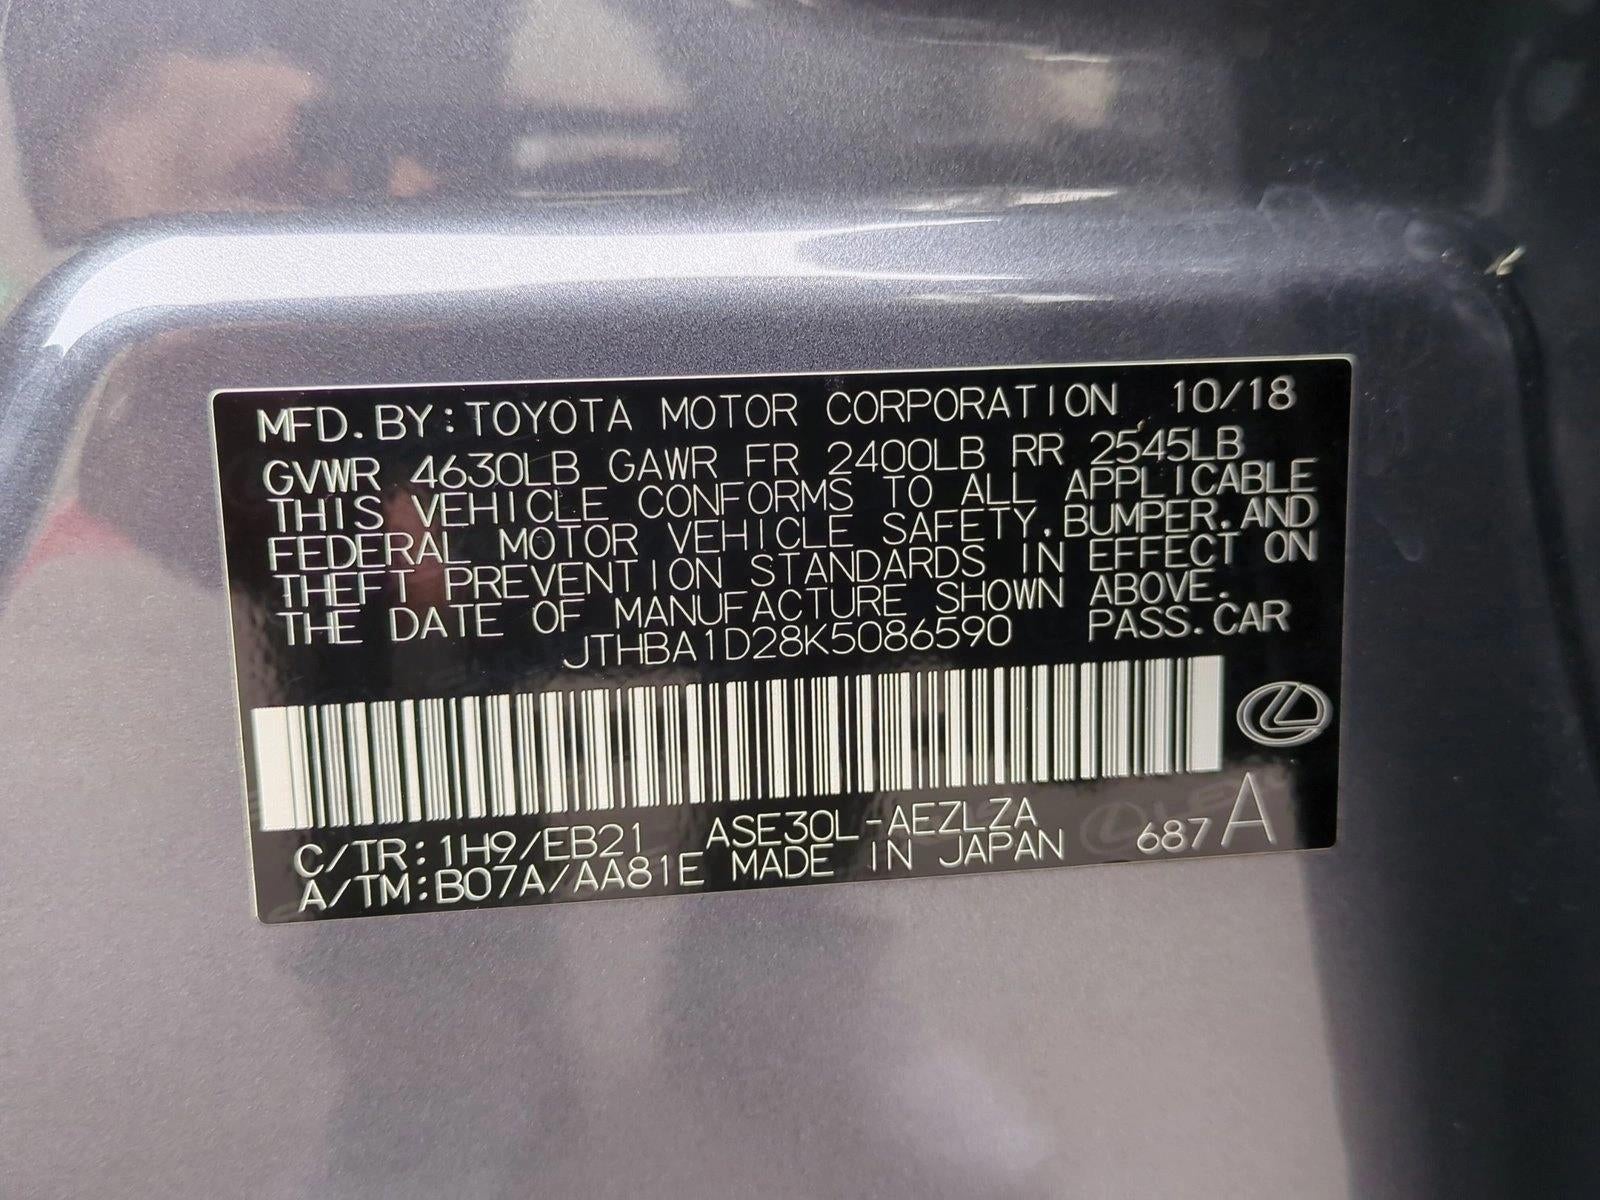 MFD.BY:TOYOTA MOTOR CORPORATION 10/18
GVWR 4630LB GAWR FR 2400LB RR 2545LB
THIS VEHICLE CONFORMS TO ALL APPLICABLE
FEDERAL MOTOR VEHICLE SAFETY,BUMPER,AND
THEFT PREVENTION STANDARDS IN EFFECT ON
THE DATE OF MANUFACTURE SHOWN ABOVE.
JTHBA1D28K5086590 PASS.CAR
C/TR:1H9/EB21 ASE30L-AEZLZA
A/TM:B07A/AA81E MADE IN JAPAN 687A